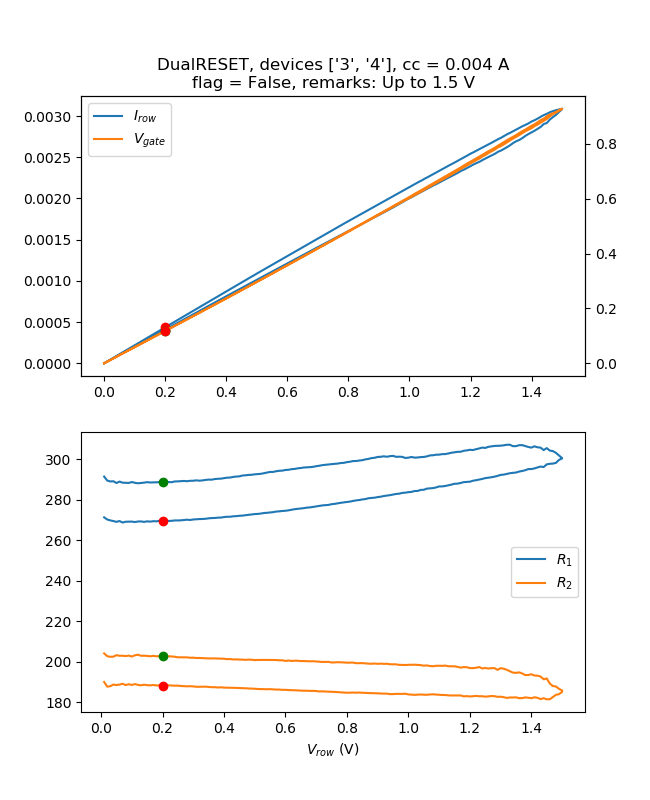 DualRESET, devices ['3', '4'], cc = 0.004 A
flag = False, remarks: Up to 1.5 V
I_row
V_gate
0.0030
0.0025
0.0020
0.0015
0.0010
0.0005
0.0000
0.8
0.6
0.4
0.2
0.0
0.0 0.2 0.4 0.6 0.8 1.0 1.2 1.4
300
280
260
240
220
200
180
R_1
R_2
0.0 0.2 0.4 0.6 0.8 1.0 1.2 1.4
V_row (V)